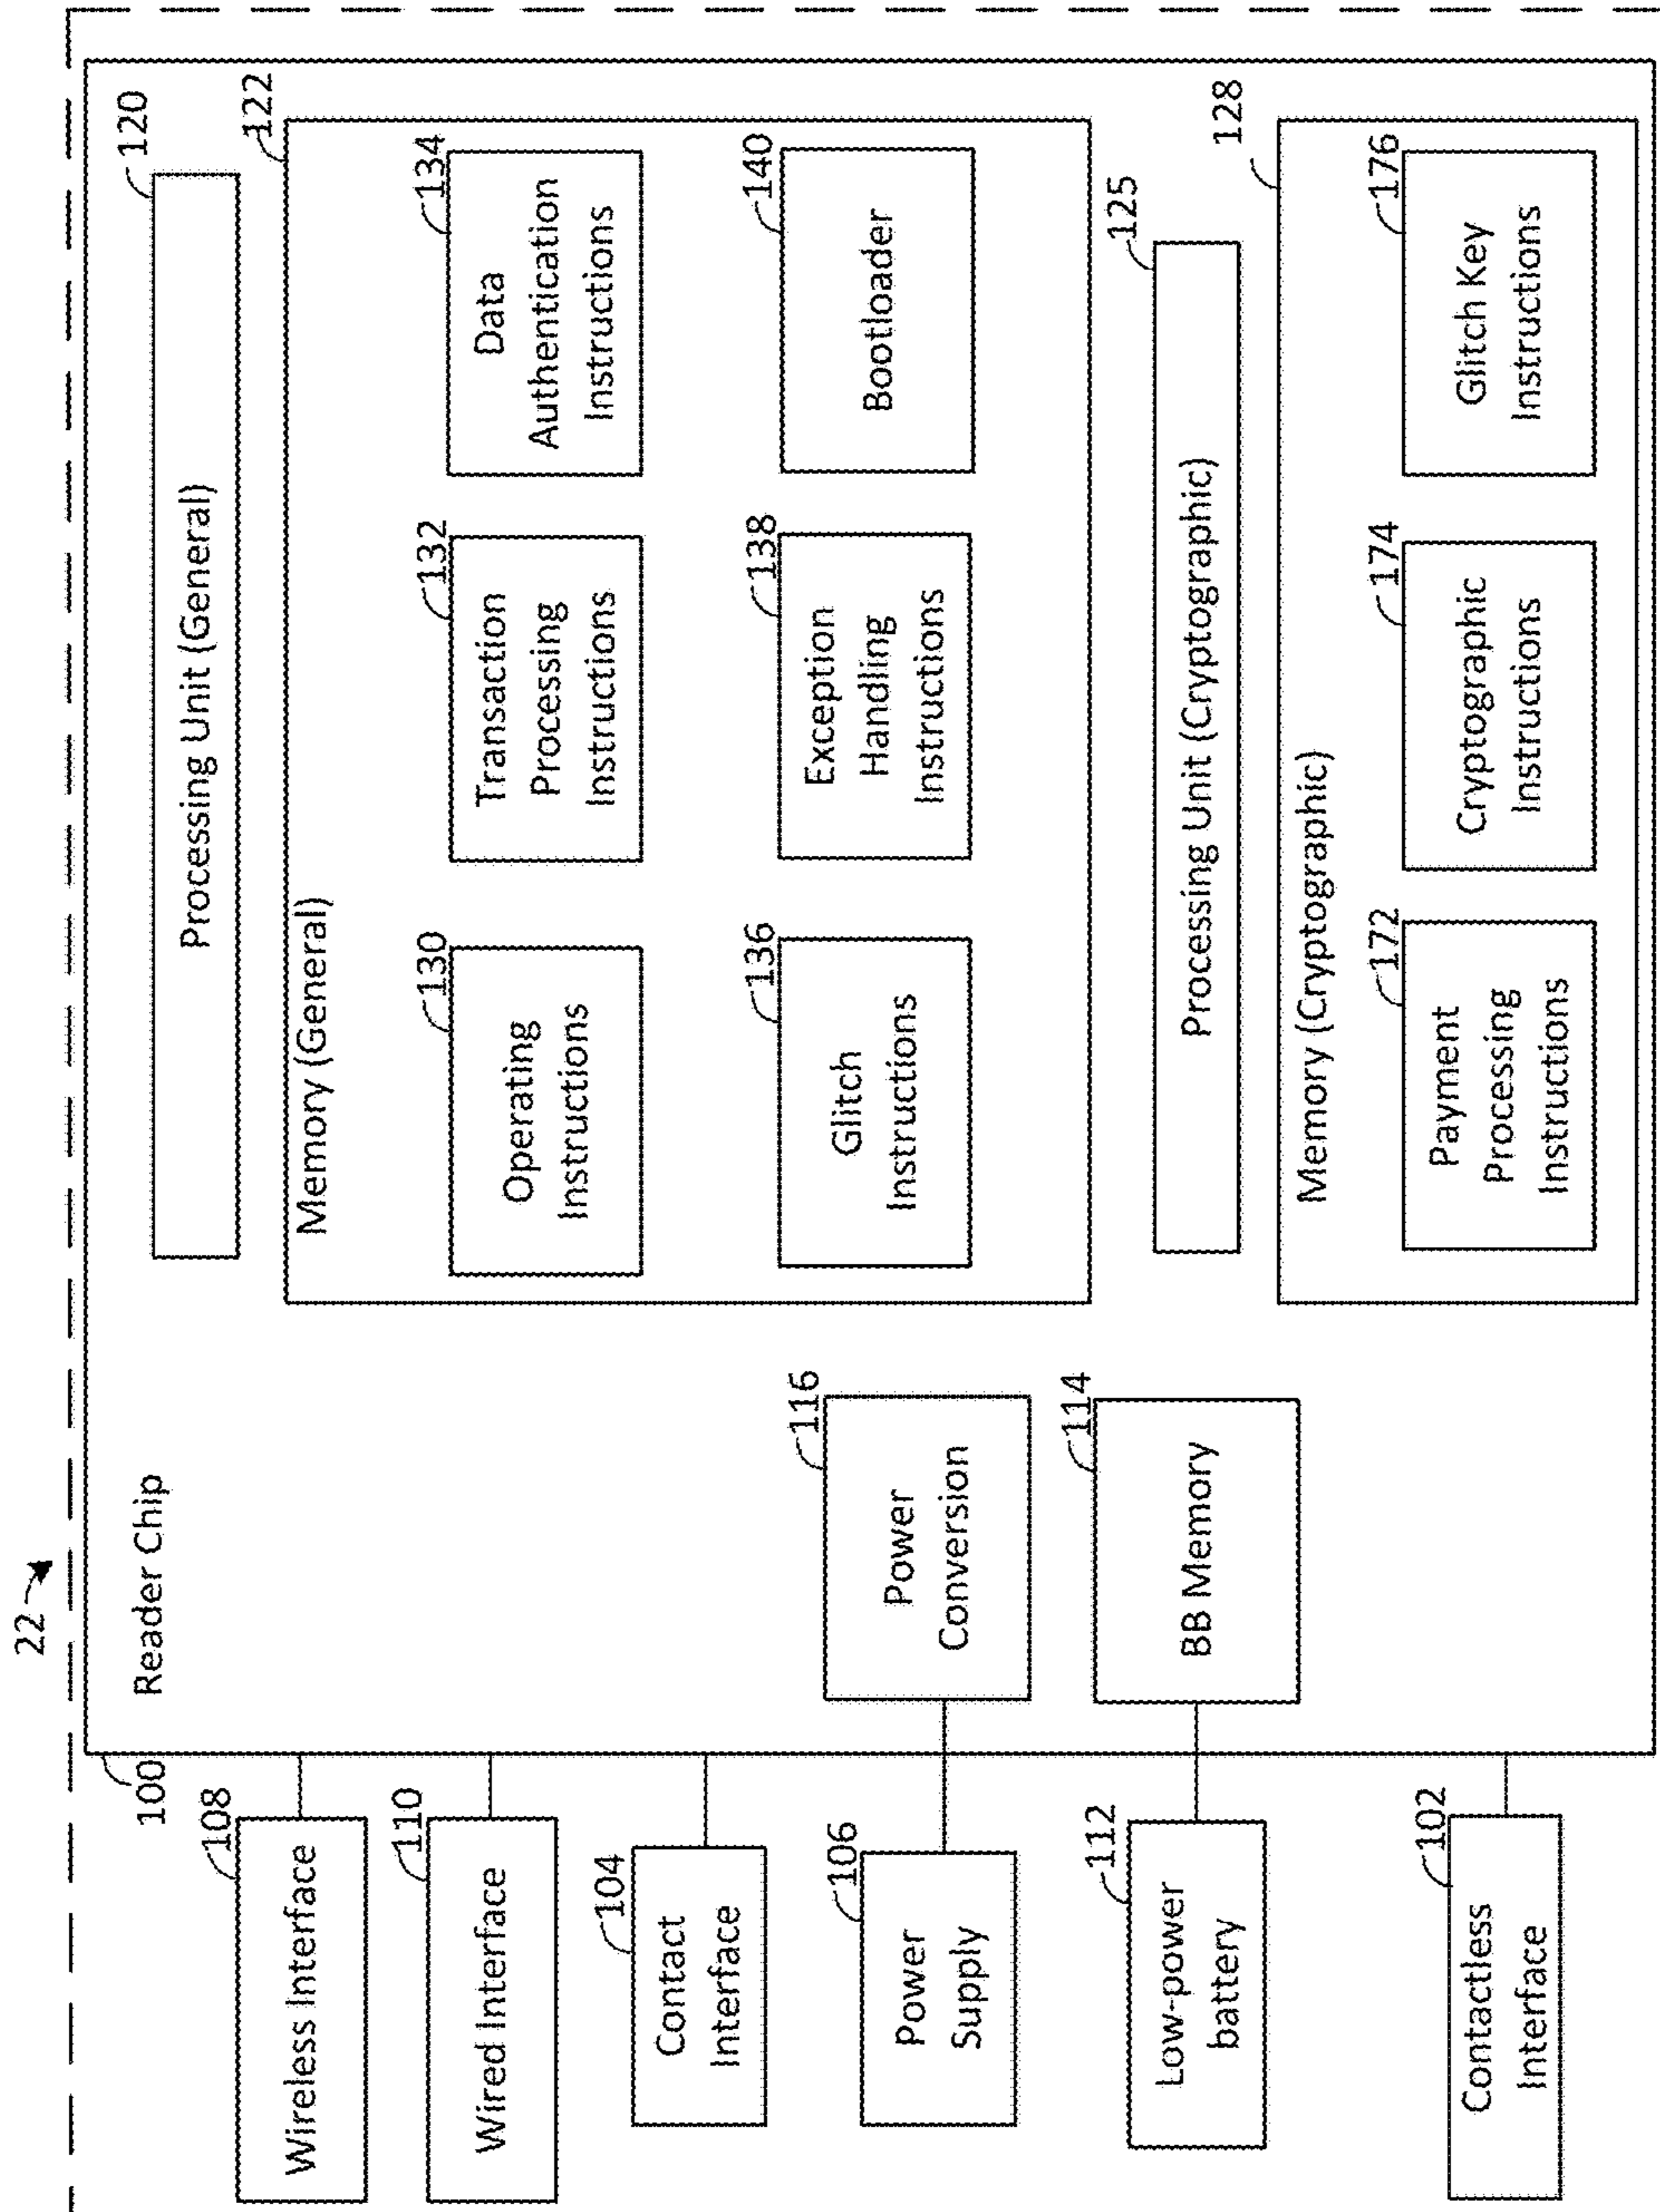 22
100
Reader Chip
120
Processing Unit (General)
108
Wireless Interface
122
Memory (General)
110
Wired Interface
130
Operating
Instructions
132
Transaction
Processing
Instructions
134
Data
Authentication
Instructions
104
Contact
Interface
136
Glitch
Instructions
138
Exception
Handling
Instructions
140
Bootloader
106
Power
Supply
116
Power
Conversion
125
Processing Unit (Cryptographic)
112
Low-power
battery
114
BB Memory
128
Memory (Cryptographic)
102
Contactless
Interface
172
Payment
Processing
Instructions
174
Cryptographic
Instructions
176
Glitch Key
Instructions